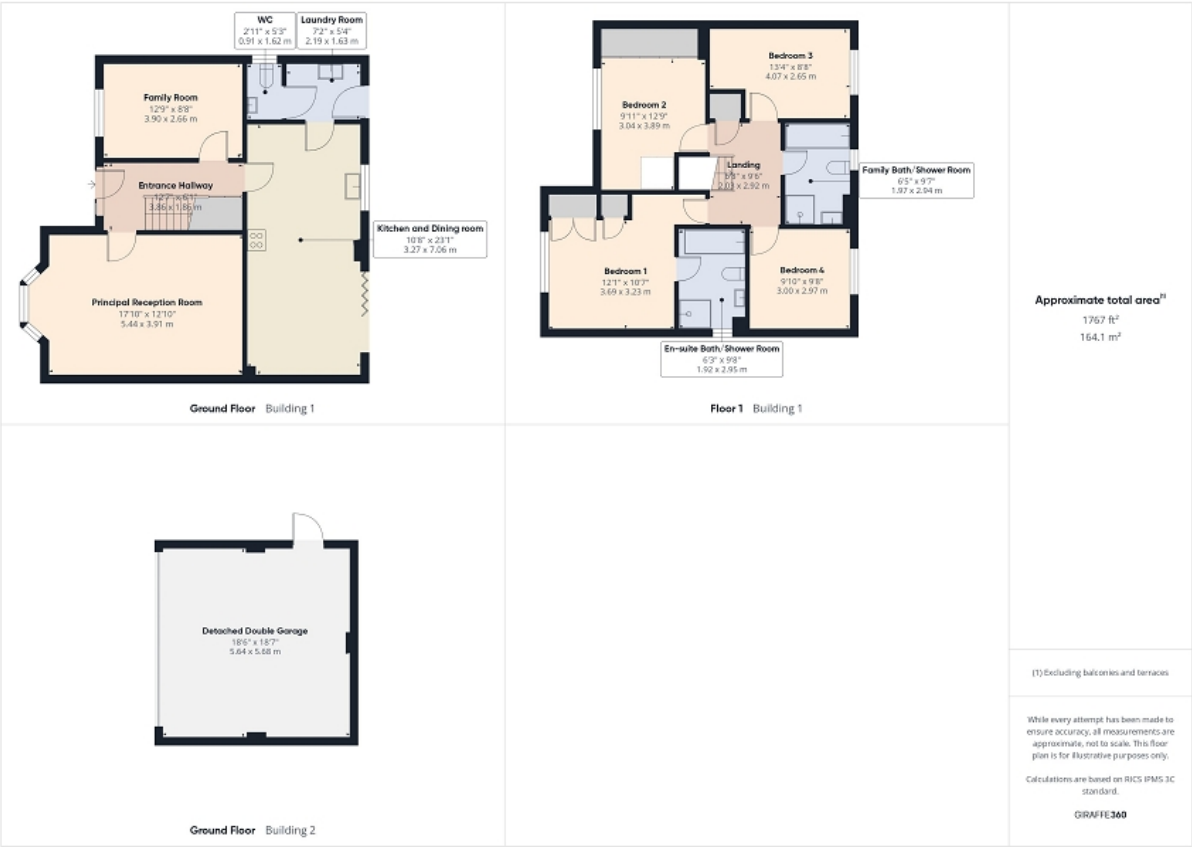 WC
2'11" x 5'3"
0.91 x 1.62 m
Laundry Room
7'2" x 5'4"
2.19 x 1.63 m
Family Room
12'9" x 8'8"
3.90 x 2.66 m
Entrance Hallway
12'7" x 6'1"
3.86 x 1.86 m
Kitchen and Dining room
10'8" x 23'1"
3.27 x 7.06 m
Principal Reception Room
17'10" x 12'10"
5.44 x 3.91 m
Ground Floor Building 1
Bedroom 3
13'4" x 8'8"
4.07 x 2.65 m
Bedroom 2
9'11" x 12'9"
3.04 x 3.89 m
Landing
6'8" x 9'6"
2.03 x 2.92 m
Family Bath/Shower Room
6'5" x 9'7"
1.97 x 2.94 m
Bedroom 1
12'1" x 10'7"
3.69 x 3.23 m
Bedroom 4
9'10" x 9'8"
3.00 x 2.97 m
En-suite Bath/Shower Room
6'3" x 9'8"
1.92 x 2.95 m
Floor 1 Building 1
Detached Double Garage
18'6" x 18'7"
5.64 x 5.68 m
Ground Floor Building 2
Approximate total area(1)
1767 ft²
164.1 m²
(1) Excluding balconies and terraces
While every attempt has been made to
ensure accuracy, all measurements are
approximate, not to scale. This floor
plan is for illustrative purposes only.
Calculations are based on RICS IPMS 3C
standard.
GIRAFFE360